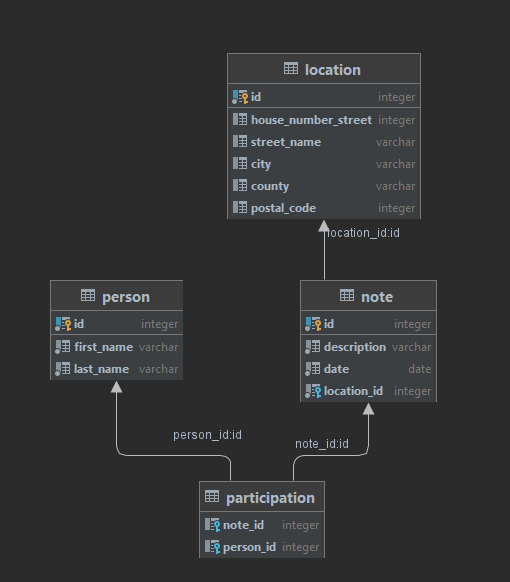 location
id integer
house_number_street integer
street_name varchar
city varchar
county varchar
postal_code integer
location_id:id
person
id integer
first_name varchar
last_name varchar
note
id integer
description varchar
date date
location_id integer
person_id:id
note_id:id
participation
note_id integer
person_id integer